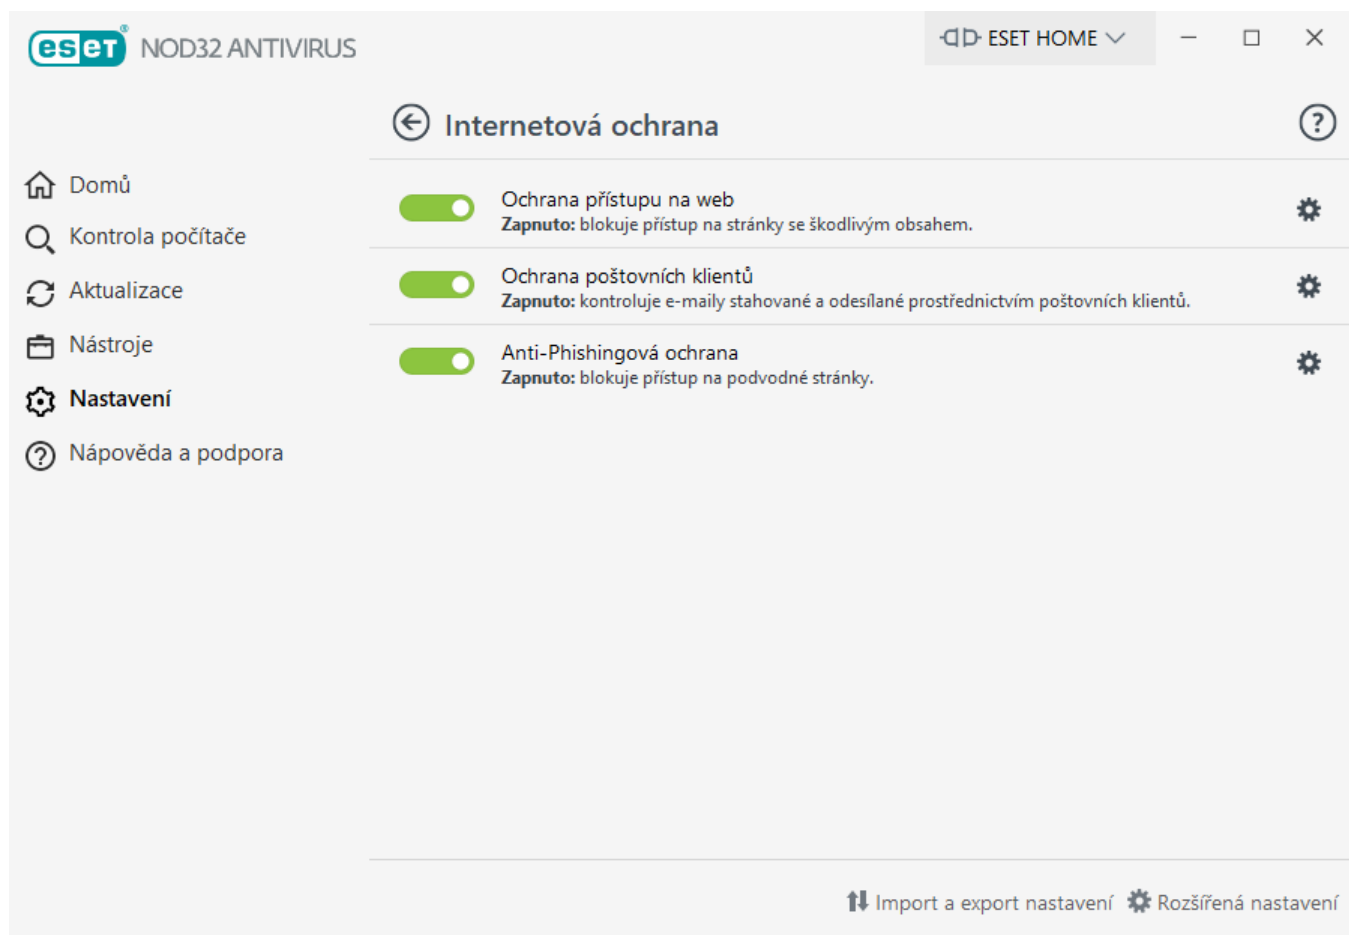 eseT® NOD32 ANTIVIRUS
ESET HOME
Internetová ochrana
Domů
Kontrola počítače
Aktualizace
Nástroje
Nastavení
Nápověda a podpora
Ochrana přístupu na web
Zapnuto: blokuje přístup na stránky se škodlivým obsahem.
Ochrana poštovních klientů
Zapnuto: kontroluje e-maily stahované a odesílané prostřednictvím poštovních klientů.
Anti-Phishingová ochrana
Zapnuto: blokuje přístup na podvodné stránky.
Import a export nastavení Rozšířená nastavení